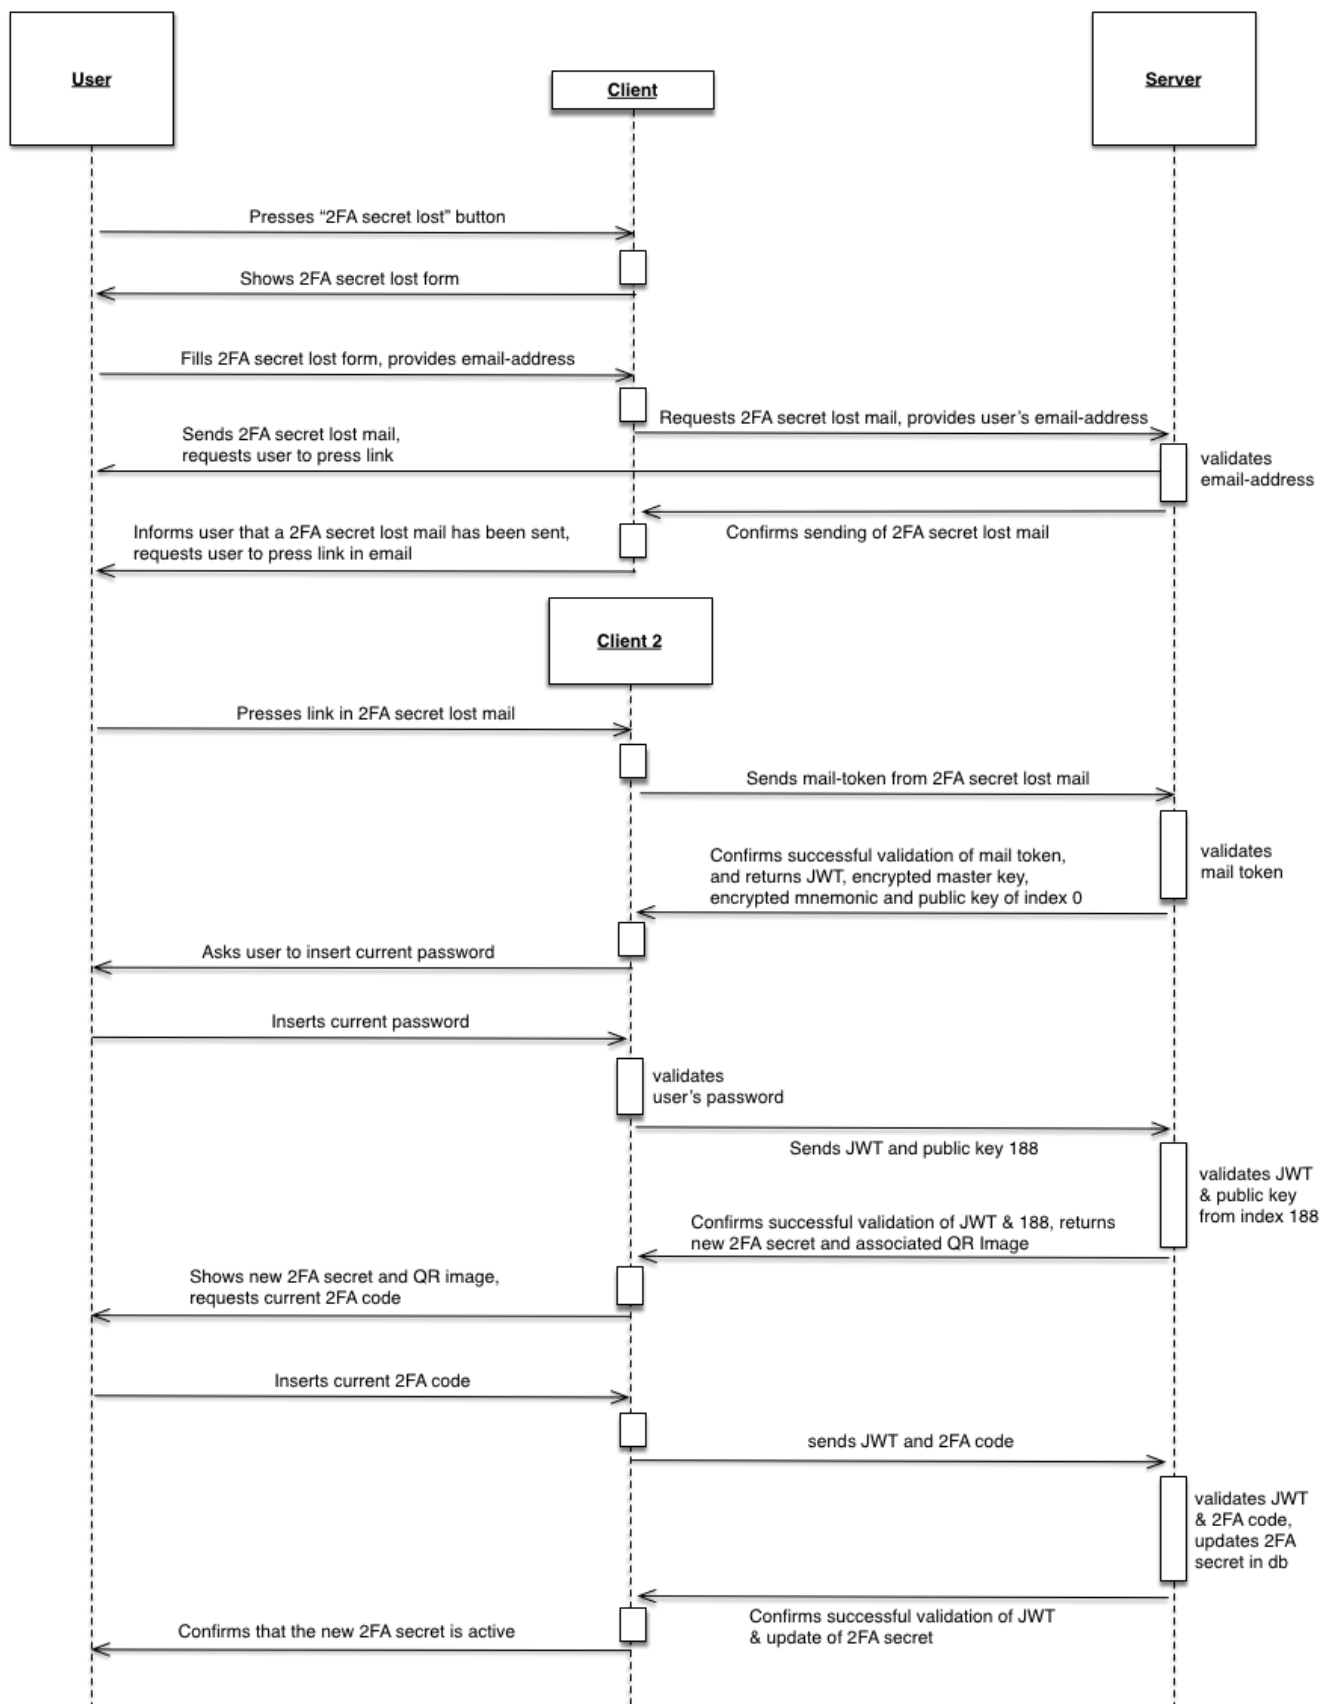 User
Client
Server
Presses “2FA secret lost” button
Shows 2FA secret lost form
Fills 2FA secret lost form, provides email-address
Requests 2FA secret lost mail, provides user’s email-address
Sends 2FA secret lost mail,
requests user to press link
validates
email-address
Informs user that a 2FA secret lost mail has been sent,
requests user to press link in email
Confirms sending of 2FA secret lost mail
Client 2
Presses link in 2FA secret lost mail
Sends mail-token from 2FA secret lost mail
validates
mail token
Confirms successful validation of mail token,
and returns JWT, encrypted master key,
encrypted mnemonic and public key of index 0
Asks user to insert current password
Inserts current password
validates
user’s password
Sends JWT and public key 188
validates JWT
& public key
from index 188
Confirms successful validation of JWT & 188, returns
new 2FA secret and associated QR Image
Shows new 2FA secret and QR image,
requests current 2FA code
Inserts current 2FA code
sends JWT and 2FA code
validates JWT
& 2FA code,
updates 2FA
secret in db
Confirms successful validation of JWT
& update of 2FA secret
Confirms that the new 2FA secret is active